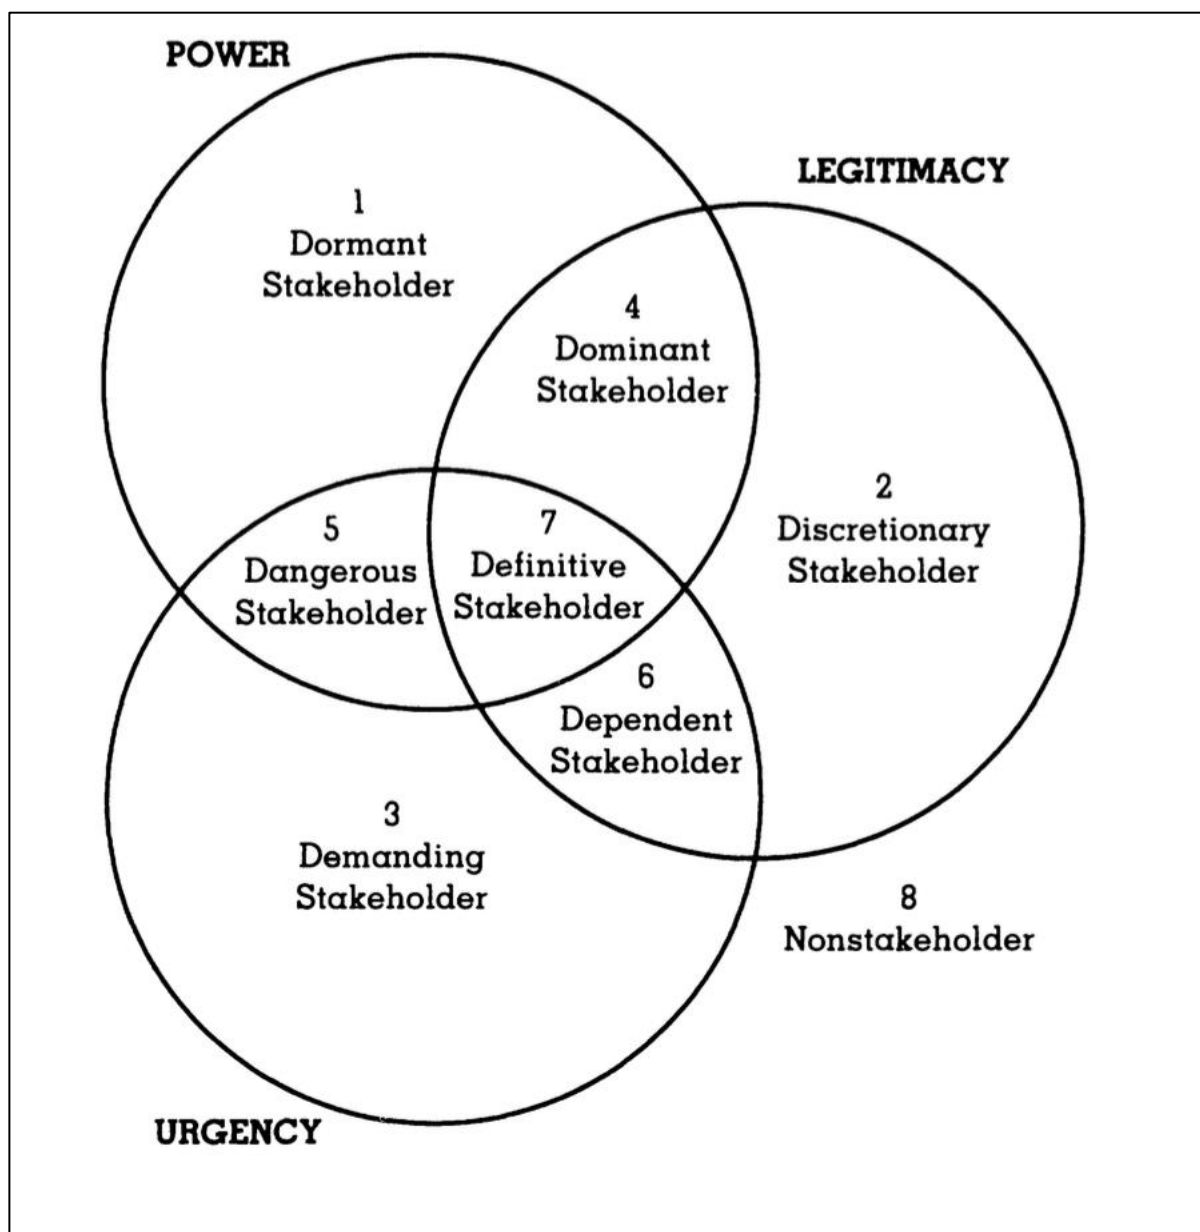 POWER
LEGITIMACY
1
Dormant
Stakeholder
4
Dominant
Stakeholder
2
Discretionary
Stakeholder
5
Dangerous
Stakeholder
7
Definitive
Stakeholder
6
Dependent
Stakeholder
3
Demanding
Stakeholder
8
Nonstakeholder
URGENCY